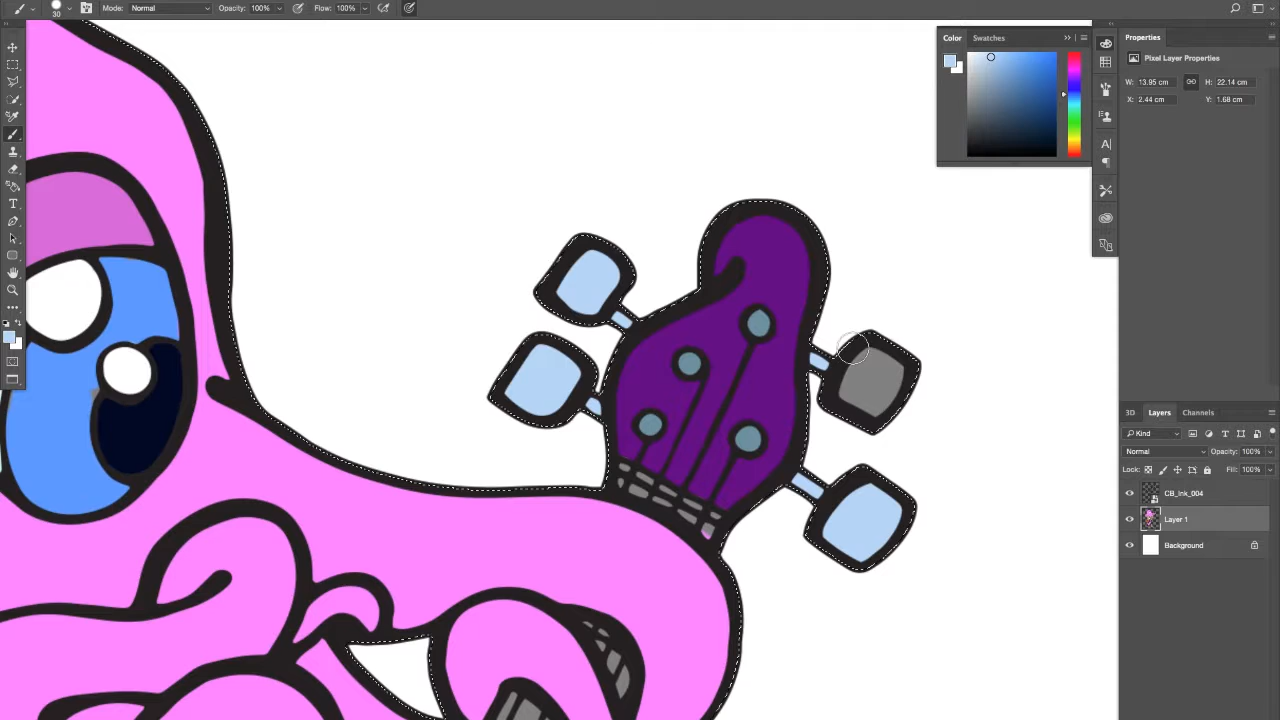 30 Mode: Normal Opacity: 100% Flow: 100%
Color Swatches
Properties
Pixel Layer Properties
W: 13.95 cm H: 22.14 cm
X: 2.44 cm Y: 1.68 cm
3D Layers Channels
Kind
Normal Opacity: 100%
Lock: Fill: 100%
CB_Ink_004
Layer 1
Background